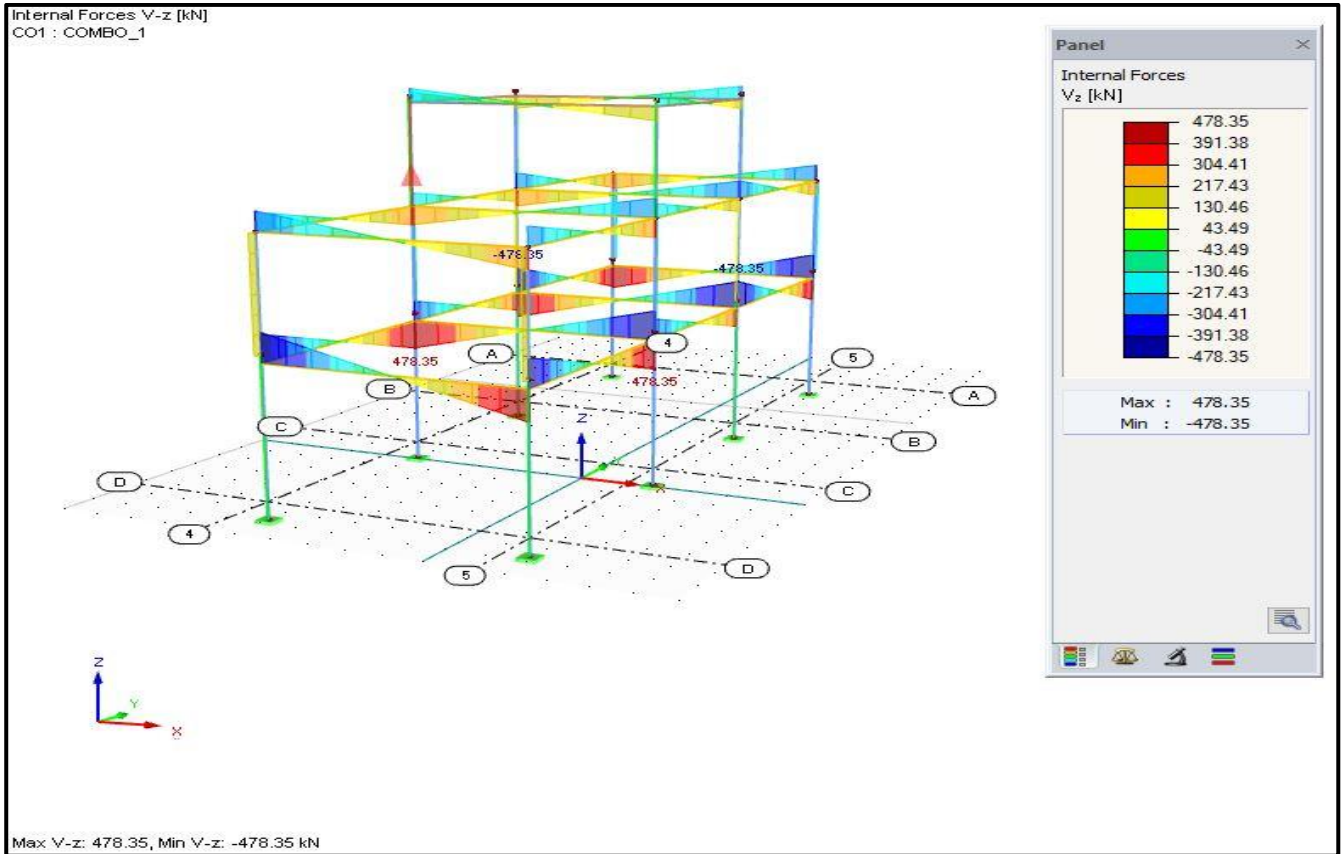 Internal Forces V-z [kN]
CO1 : COMBO_1
Panel
Internal Forces
Vz [kN]
478.35
391.38
304.41
217.43
130.46
43.49
-43.49
-130.46
-217.43
-304.41
-391.38
-478.35
Max : 478.35
Min : -478.35
-478.35
-478.35
478.35
478.35
A
4
5
B
A
C
Z
B
D
X
C
4
5
D
Z
Y
X
Max V-z: 478.35, Min V-z: -478.35 kN